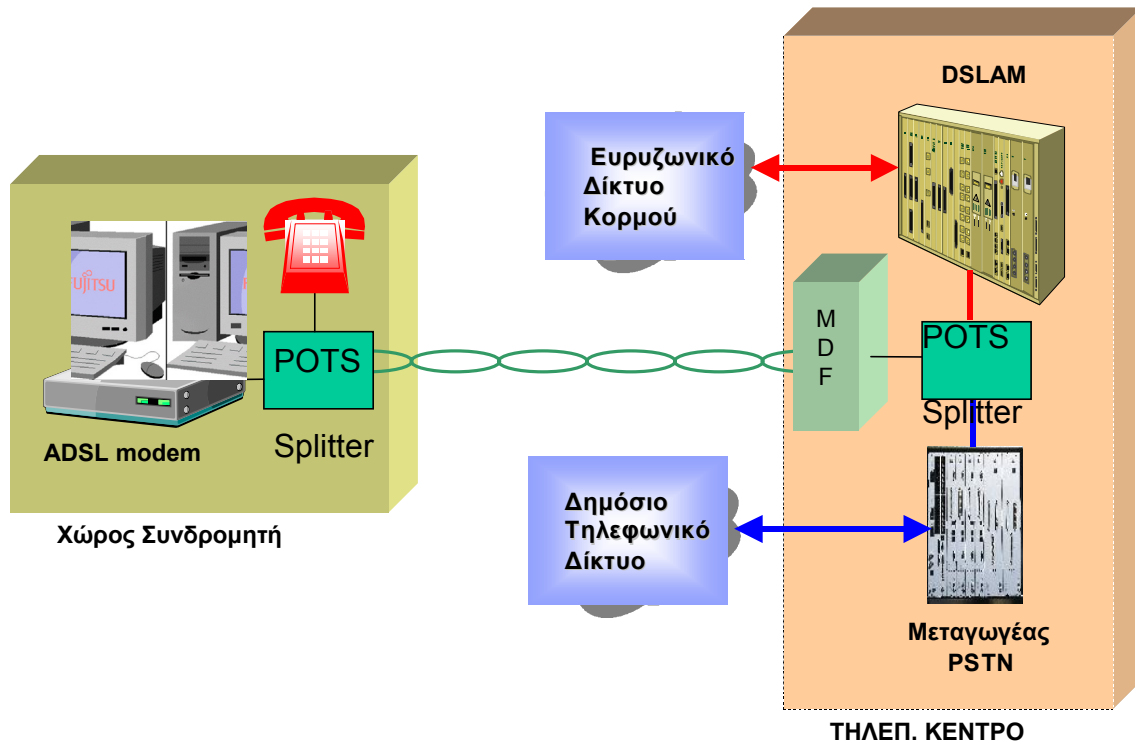 DSLAM
Ευρυζωνικό
Δίκτυο
Κορμού
FUJITSU
POTS
Splitter
ADSL modem
Χώρος Συνδρομητή
M
D
F
POTS
Splitter
Δημόσιο
Τηλεφωνικό
Δίκτυο
Μεταγωγέας
PSTN
ΤΗΛΕΠ. ΚΕΝΤΡΟ